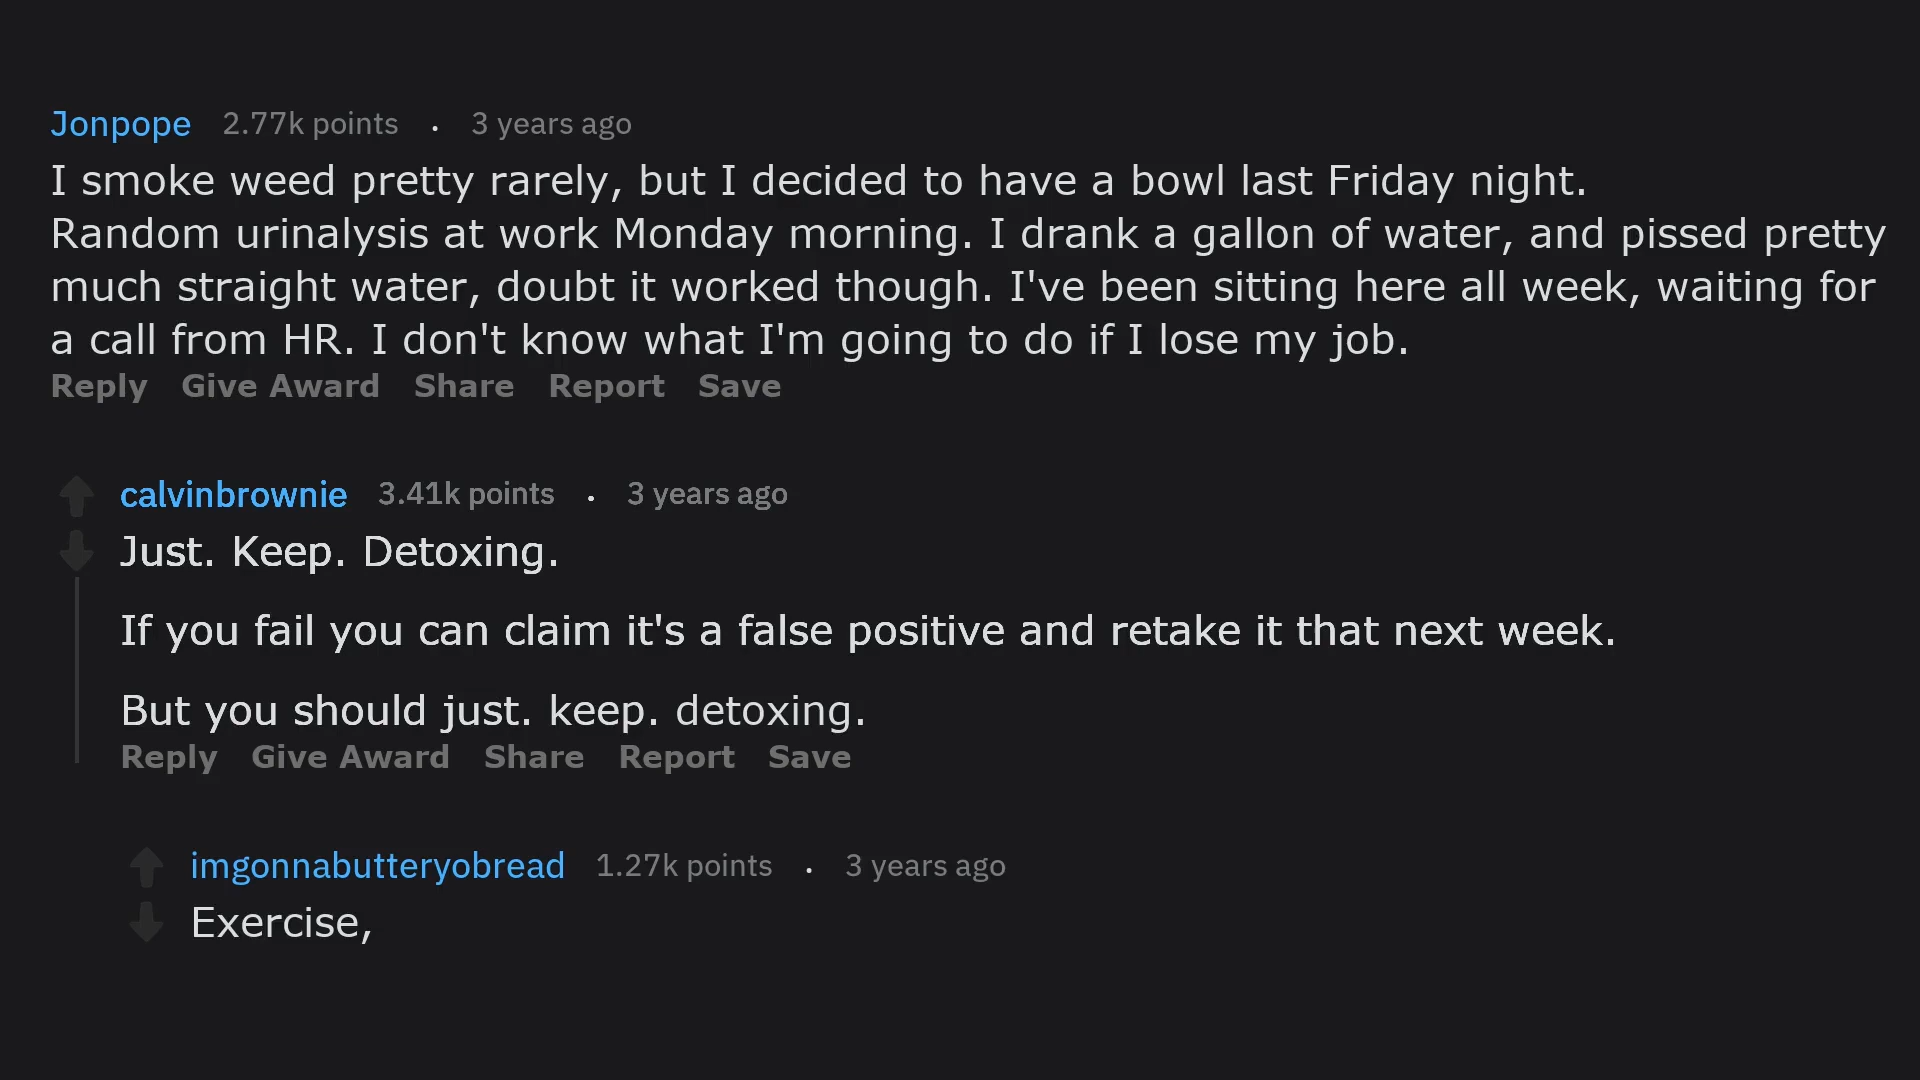 Jonpope 2.77k points . 3 years ago
I smoke weed pretty rarely, but I decided to have a bowl last Friday night.
Random urinalysis at work Monday morning. I drank a gallon of water, and pissed pretty
much straight water, doubt it worked though. I've been sitting here all week, waiting for
a call from HR. I don't know what I'm going to do if I lose my job.
Reply Give Award Share Report Save
calvinbrownie 3.41k points . 3 years ago
Just. Keep. Detoxing.
If you fail you can claim it's a false positive and retake it that next week.
But you should just. keep. detoxing.
Reply Give Award Share Report Save
imgonnabutteryobread 1.27k points . 3 years ago
Exercise,